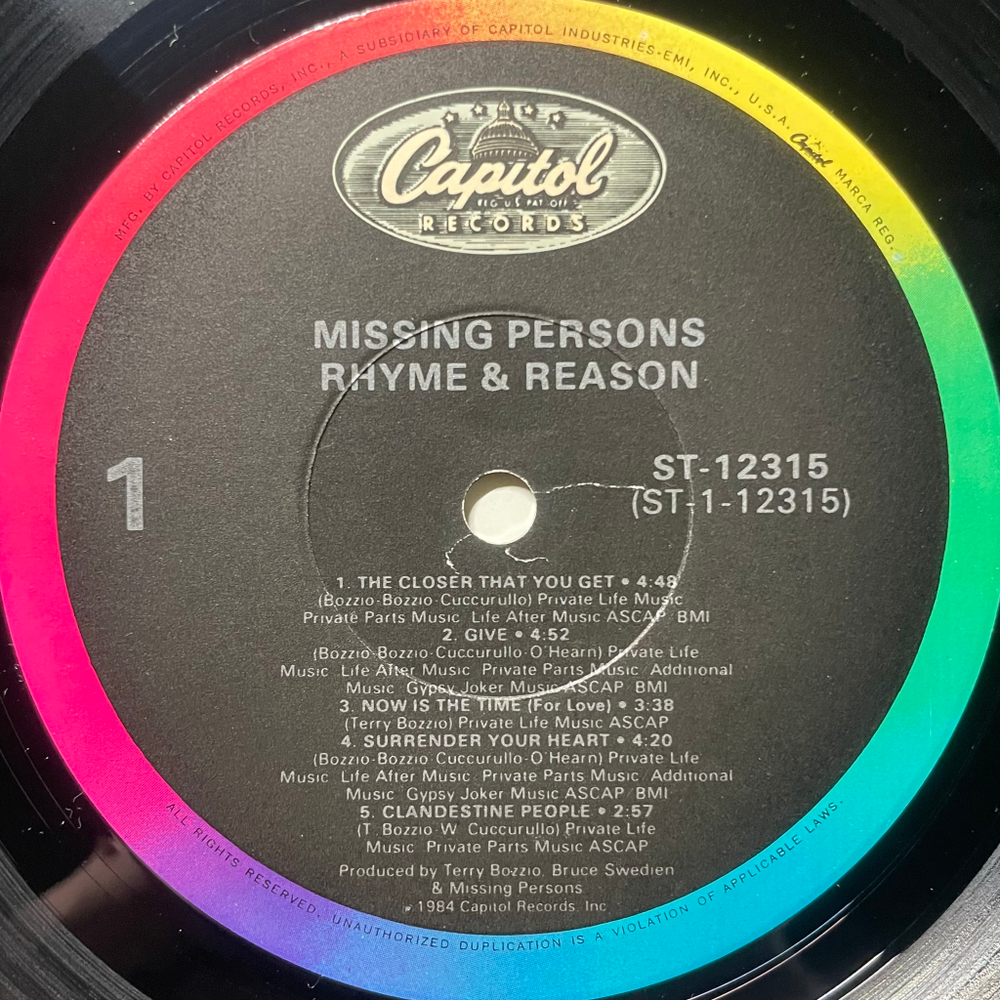 MFG. BY CAPITOL RECORDS, INC., A SUBSIDIARY OF CAPITOL INDUSTRIES-EMI, INC., U.S.A. Capitol MARCA REG.
Capitol
REG. U.S. PAT. OFF.
RECORDS
MISSING PERSONS
RHYME & REASON
1
ST-12315
(ST-1-12315)
1. THE CLOSER THAT YOU GET • 4:48
(Bozzio-Bozzio-Cuccurullo) Private Life Music
Private Parts Music Life After Music ASCAP BMI
2. GIVE • 4:52
(Bozzio-Bozzio-Cuccurullo-O'Hearn) Private Life
Music Life After Music Private Parts Music Additional
Music Gypsy Joker Music ASCAP BMI
3. NOW IS THE TIME (For Love) • 3:38
(Terry Bozzio) Private Life Music ASCAP
4. SURRENDER YOUR HEART • 4:20
(Bozzio-Bozzio-Cuccurullo-O'Hearn) Private Life
Music Life After Music Private Parts Music Additional
Music Gypsy Joker Music ASCAP BMI
5. CLANDESTINE PEOPLE • 2:57
(T. Bozzio-W. Cuccurullo) Private Life
Music Private Parts Music ASCAP
Produced by Terry Bozzio, Bruce Swedien
& Missing Persons
1984 Capitol Records, Inc.
ALL RIGHTS RESERVED. UNAUTHORIZED DUPLICATION IS A VIOLATION OF APPLICABLE LAWS.